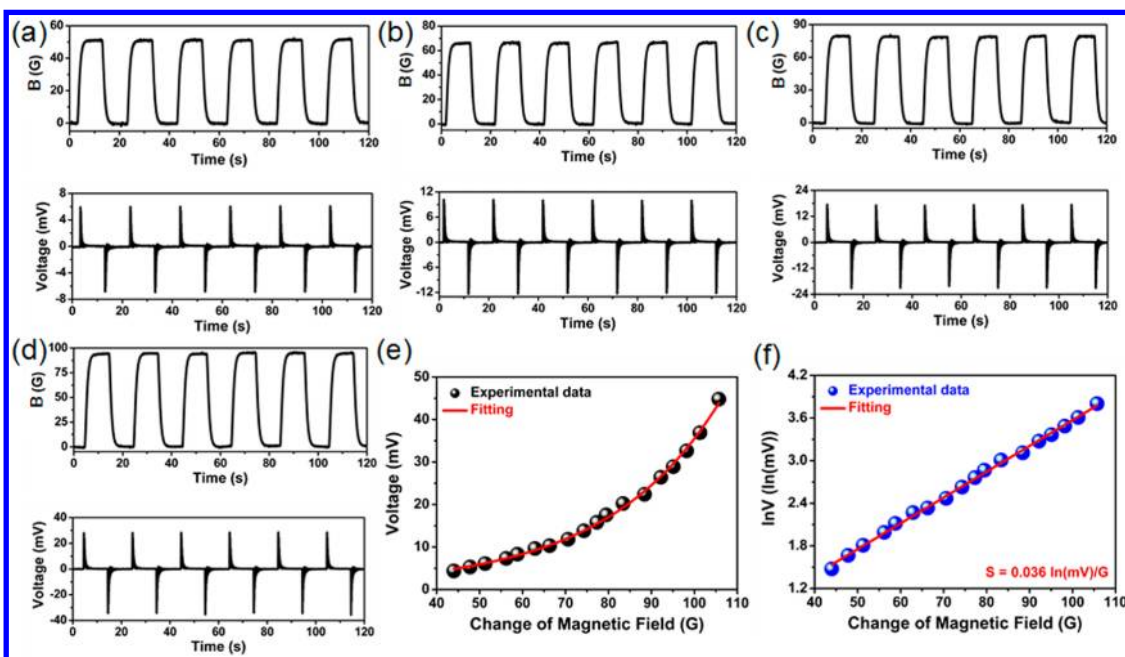 (a)
60
40
20
0
B (G)
0 20 40 60 80 100 120
Time (s)
8
4
0
-4
-8
Voltage (mV)
0 20 40 60 80 100 120
Time (s)
(b)
80
60
40
20
0
B (G)
0 20 40 60 80 100 120
Time (s)
12
6
0
-6
-12
Voltage (mV)
0 20 40 60 80 100 120
Time (s)
(c)
90
60
30
0
B (G)
0 20 40 60 80 100 120
Time (s)
24
12
0
-12
-24
Voltage (mV)
0 20 40 60 80 100 120
Time (s)
(d)
100
75
50
25
0
B (G)
0 20 40 60 80 100 120
Time (s)
40
20
0
-20
-40
Voltage (mV)
0 20 40 60 80 100 120
Time (s)
(e)
50
40
30
20
10
0
Voltage (mV)
Experimental data
Fitting
40 50 60 70 80 90 100 110
Change of Magnetic Field (G)
(f)
4.2
3.6
3.0
2.4
1.8
1.2
lnV (ln(mV))
Experimental data
Fitting
S = 0.036 ln(mV)/G
40 50 60 70 80 90 100 110
Change of Magnetic Field (G)